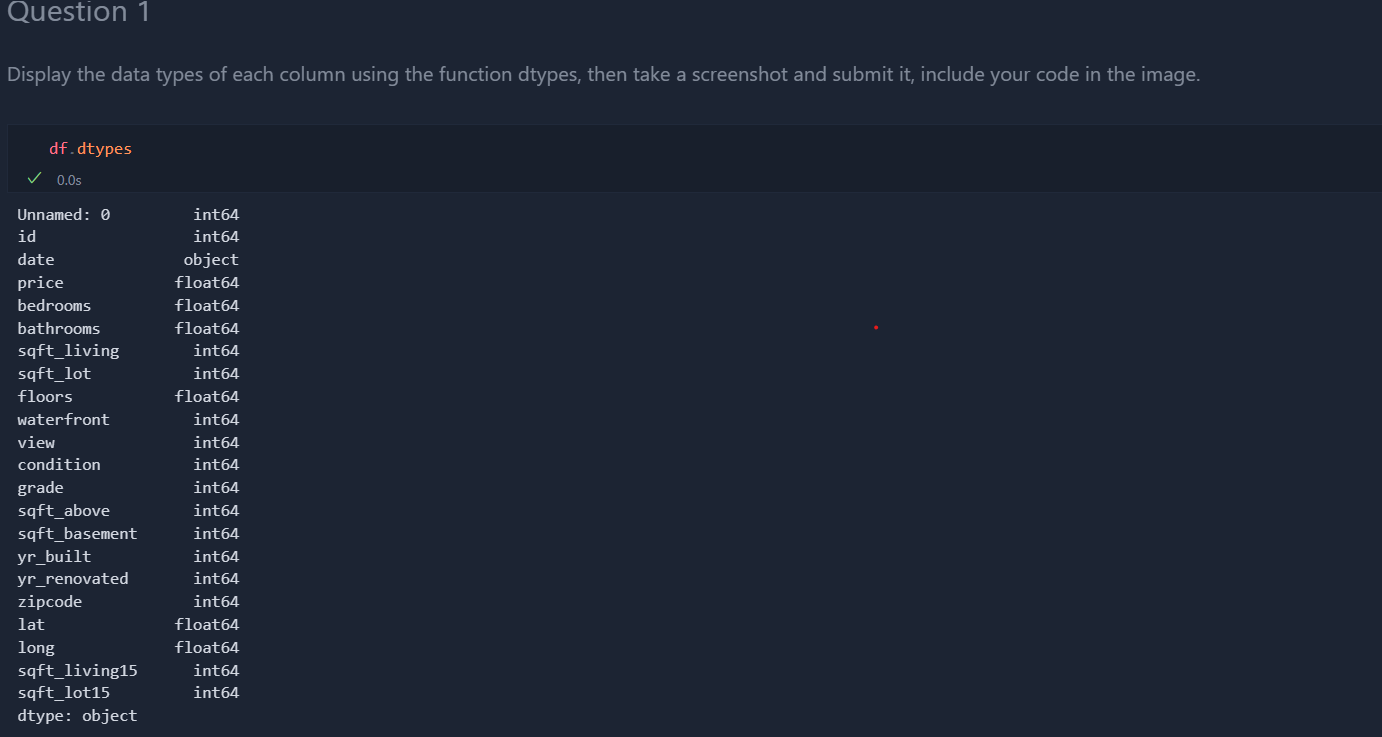 Question 1
Display the data types of each column using the function dtypes, then take a screenshot and submit it, include your code in the image.
df.dtypes
0.0s
Unnamed: 0 int64
id int64
date object
price float64
bedrooms float64
bathrooms float64
sqft_living int64
sqft_lot int64
floors float64
waterfront int64
view int64
condition int64
grade int64
sqft_above int64
sqft_basement int64
yr_built int64
yr_renovated int64
zipcode int64
lat float64
long float64
sqft_living15 int64
sqft_lot15 int64
dtype: object